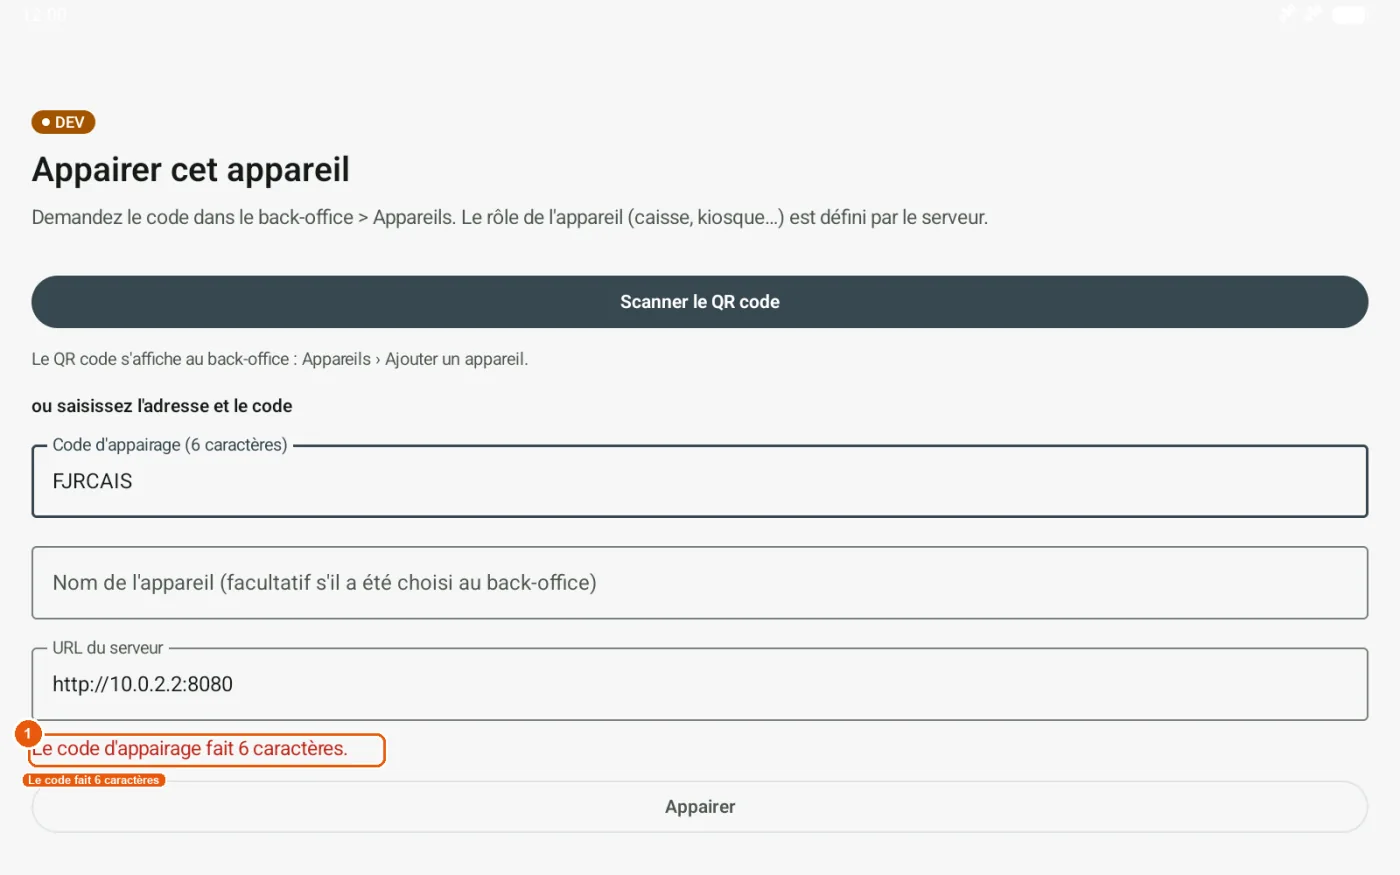 12:00
DEV
Appairer cet appareil
Demandez le code dans le back-office > Appareils. Le rôle de l'appareil (caisse, kiosque...) est défini par le serveur.
Scanner le QR code
Le QR code s'affiche au back-office : Appareils › Ajouter un appareil.
ou saisissez l'adresse et le code
Code d'appairage (6 caractères)
FJRCAIS
Nom de l'appareil (facultatif s'il a été choisi au back-office)
URL du serveur
http://10.0.2.2:8080
1
Le code d'appairage fait 6 caractères.
Le code fait 6 caractères
Appairer